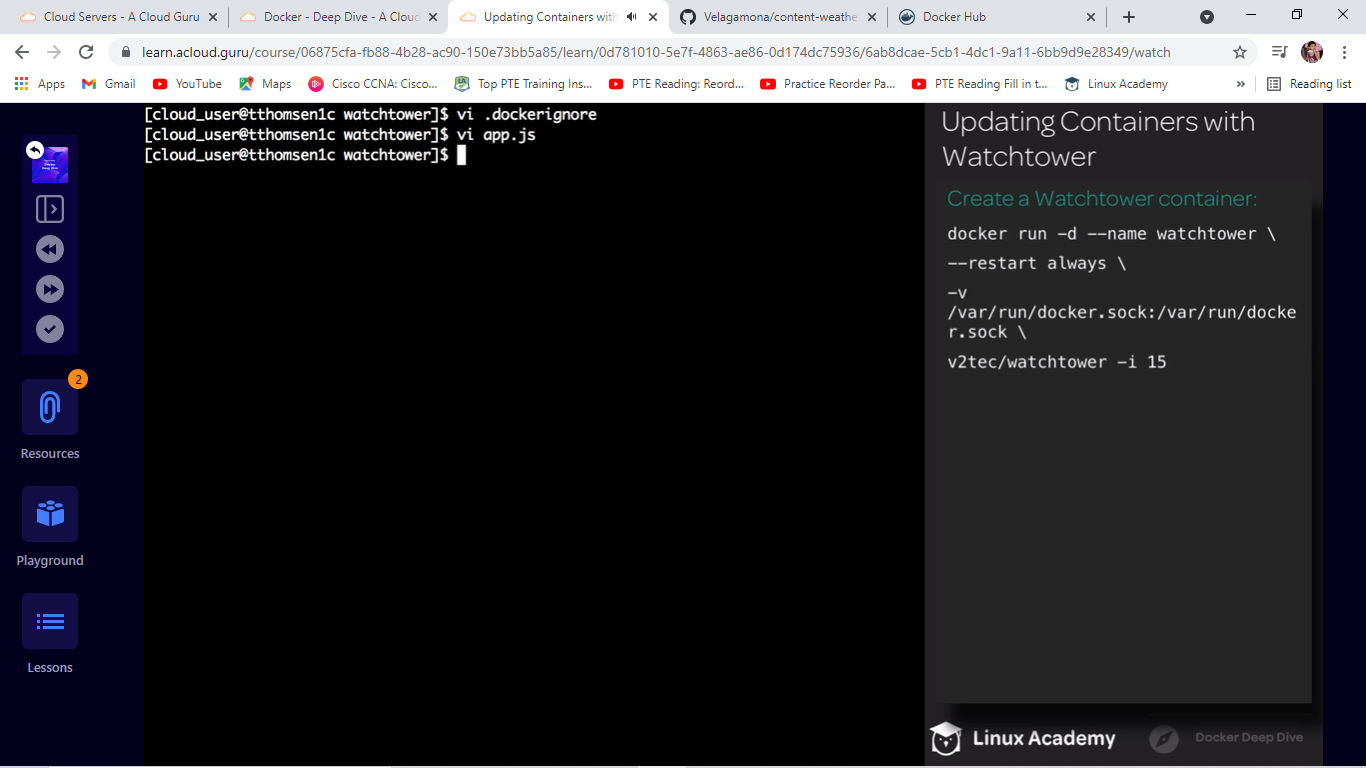 Cloud Servers - A Cloud Guru
Docker - Deep Dive - A Cloud
Updating Containers with
Velagamona/content-weathe
Docker Hub
learn.acloud.guru/course/06875cfa-fb88-4b28-ac90-150e73bb5a85/learn/0d781010-5e7f-4863-ae86-0d174dc75936/6ab8dcae-5cb1-4dc1-9a11-6bb9d9e28349/watch
Apps
Gmail
YouTube
Maps
Cisco CCNA: Cisco...
Top PTE Training Ins...
PTE Reading: Reord...
Practice Reorder Pa...
PTE Reading Fill in t...
Linux Academy
»
Reading list
[cloud_user@tthomsen1c watchtower]$ vi .dockerignore
[cloud_user@tthomsen1c watchtower]$ vi app.js
[cloud_user@tthomsen1c watchtower]$
2
Resources
Playground
Lessons
Updating Containers with
Watchtower
Create a Watchtower container:
docker run -d --name watchtower \
--restart always \
-v
/var/run/docker.sock:/var/run/docke
r.sock \
v2tec/watchtower -i 15
Linux Academy
Docker Deep Dive